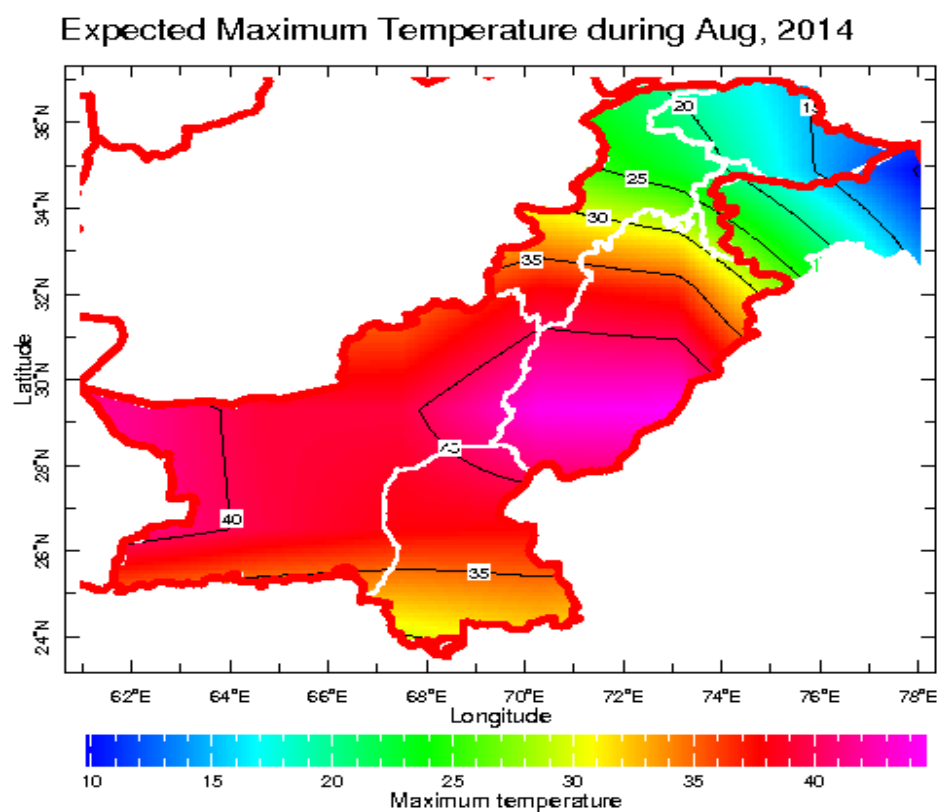 Expected Maximum Temperature during Aug, 2014
36°N
34°N
32°N
30°N
28°N
26°N
24°N
Latitude
20
15
25
30
35
40
35
62°E 64°E 66°E 68°E 70°E 72°E 74°E 76°E 78°E
Longitude
10 15 20 25 30 35 40
Maximum temperature